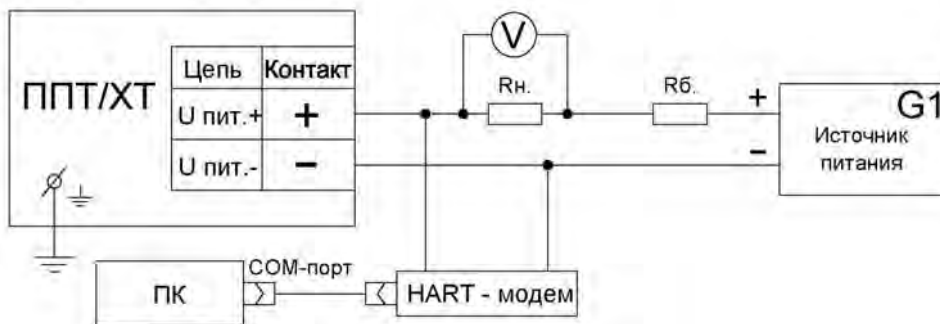 ППТ/ХТ
Цепь Контакт
U пит.+ +
U пит.- −
V
Rн.
Rб.
+
−
G1
Источник
питания
COM-порт
ПК
HART - модем